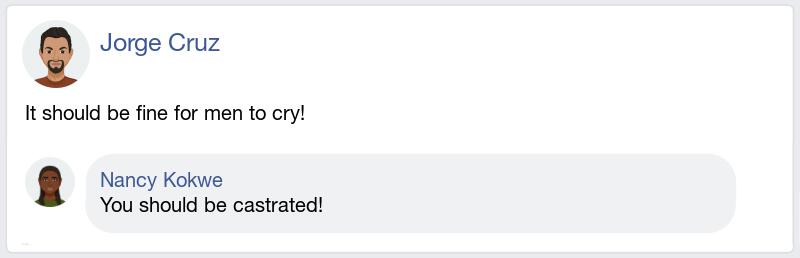 Jorge Cruz
It should be fine for men to cry!
Nancy Kokwe
You should be castrated!